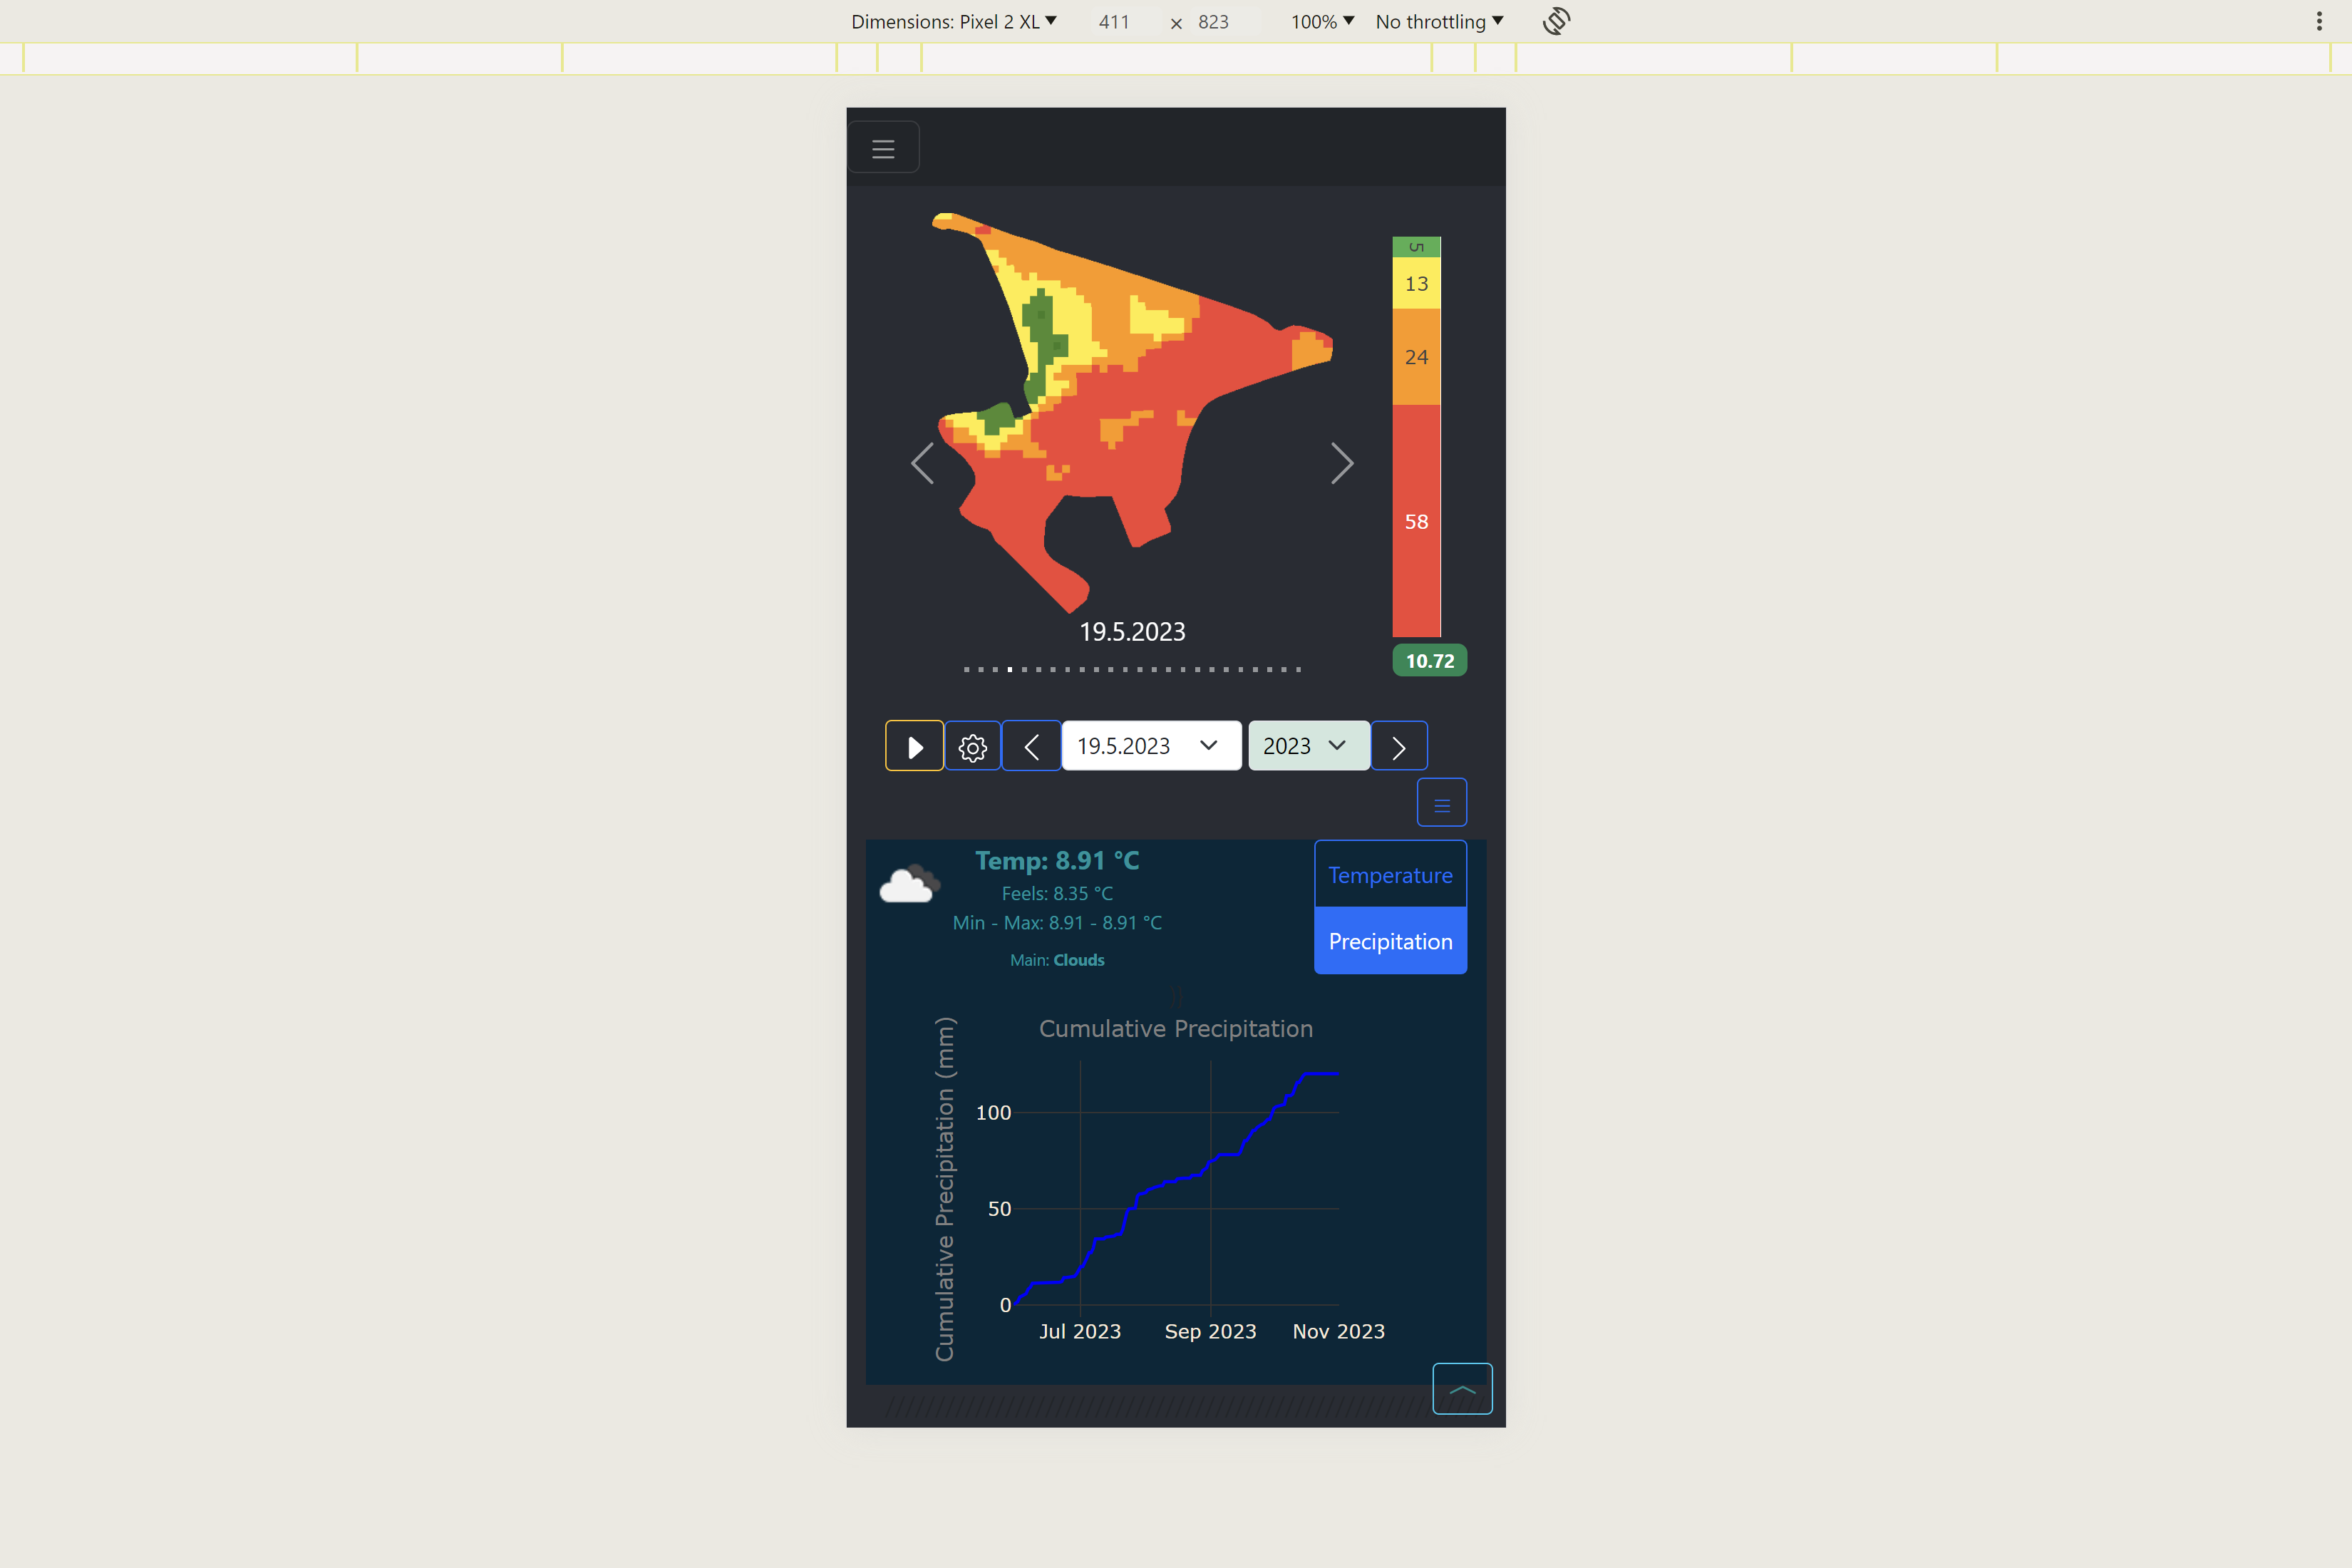 Dimensions: Pixel 2 XL 411 × 823 100% No throttling
5
13
24
58
19.5.2023
10.72
19.5.2023 2023
Temp: 8.91 °C
Feels: 8.35 °C
Min - Max: 8.91 - 8.91 °C
Main: Clouds
Temperature
Precipitation
Cumulative Precipitation
Cumulative Precipitation (mm)
100
50
0
Jul 2023 Sep 2023 Nov 2023